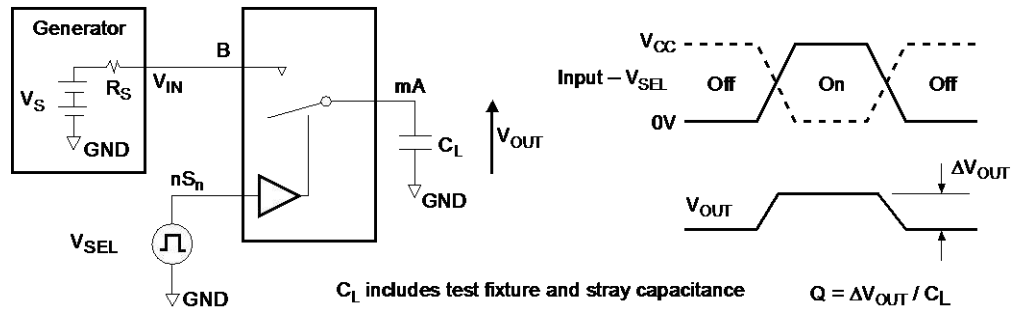 Generator
B
V_IN
R_S
V_S
GND
mA
C_L
V_OUT
GND
nS_n
V_SEL
GND
C_L includes test fixture and stray capacitance
V_CC
Input – V_SEL
Off
On
Off
0V
V_OUT
ΔV_OUT
Q = ΔV_OUT / C_L